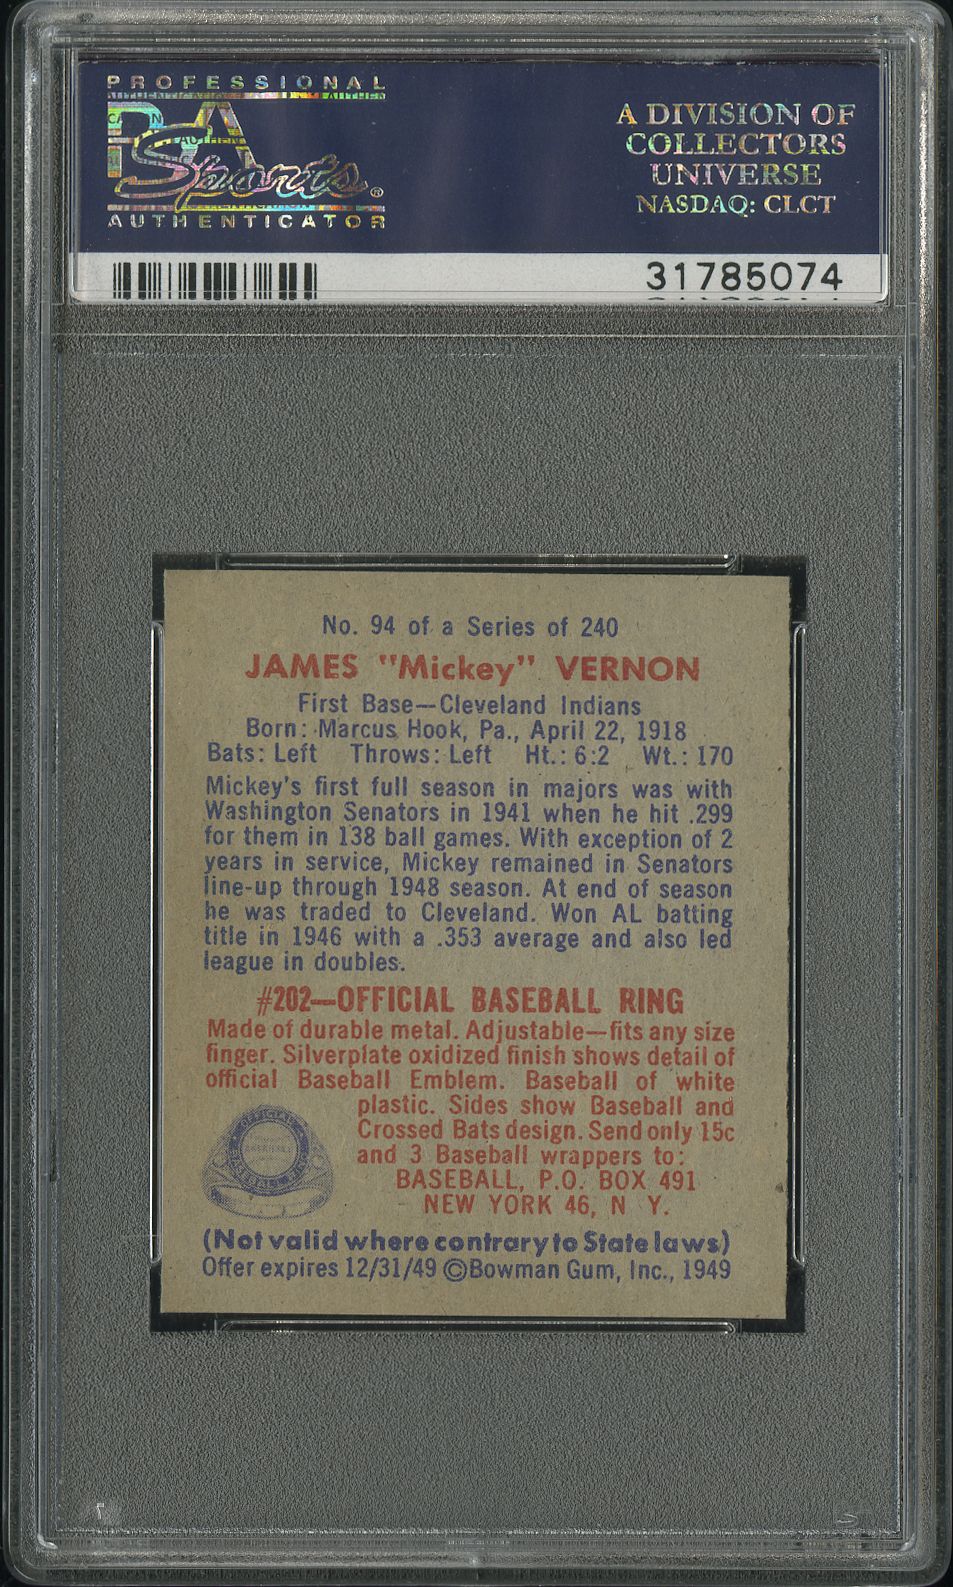 PROFESSIONAL
PSA
Sports®
AUTHENTICATOR
A DIVISION OF
COLLECTORS
UNIVERSE
NASDAQ: CLCT
31785074
No. 94 of a Series of 240
JAMES "Mickey" VERNON
First Base—Cleveland Indians
Born: Marcus Hook, Pa., April 22, 1918
Bats: Left Throws: Left Ht.: 6:2 Wt.: 170
Mickey's first full season in majors was with
Washington Senators in 1941 when he hit .299
for them in 138 ball games. With exception of 2
years in service, Mickey remained in Senators
line-up through 1948 season. At end of season
he was traded to Cleveland. Won AL batting
title in 1946 with a .353 average and also led
league in doubles.
#202—OFFICIAL BASEBALL RING
Made of durable metal. Adjustable—fits any size
finger. Silverplate oxidized finish shows detail of
official Baseball Emblem. Baseball of white
plastic. Sides show Baseball and
Crossed Bats design. Send only 15c
and 3 Baseball wrappers to:
BASEBALL, P.O. BOX 491
NEW YORK 46, N Y.
OFFICIAL
BASEBALL RING
(Not valid where contrary to State laws)
Offer expires 12/31/49 ©Bowman Gum, Inc., 1949